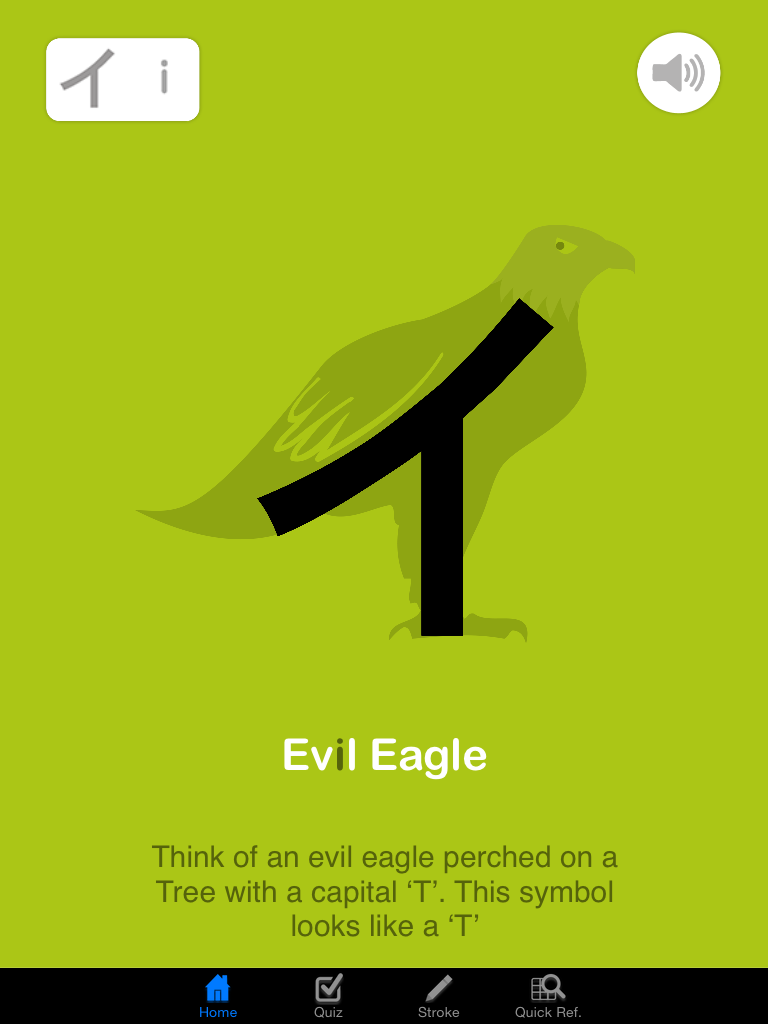 イ i
イ
Evil Eagle
Think of an evil eagle perched on a
Tree with a capital ‘T’. This symbol
looks like a ‘T’
Home Quiz Stroke Quick Ref.